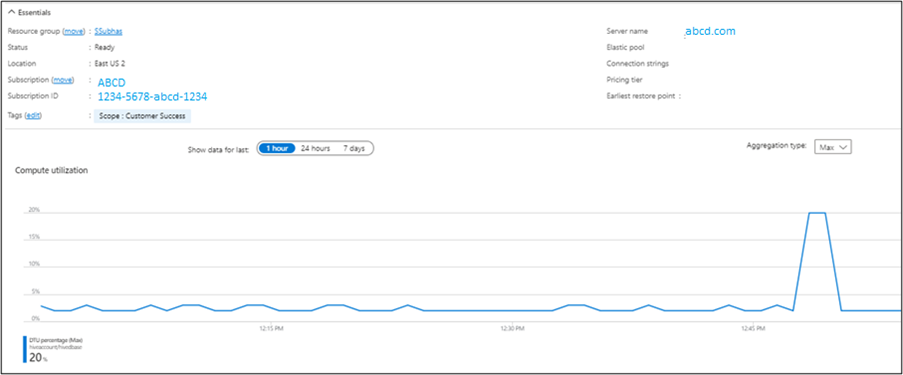 Essentials
Resource group (move) : SSubhas
Status : Ready
Location : East US 2
Subscription (move) : ABCD
Subscription ID : 1234-5678-abcd-1234
Tags (edit) : Scope : Customer Success
Server name abcd.com
Elastic pool
Connection strings
Pricing tier
Earliest restore point :
Show data for last: 1 hour 24 hours 7 days
Aggregation type: Max
Compute utilization
20%
15%
10%
5%
0%
12:15 PM 12:30 PM 12:45 PM
DTU percentage (Max)
20 %